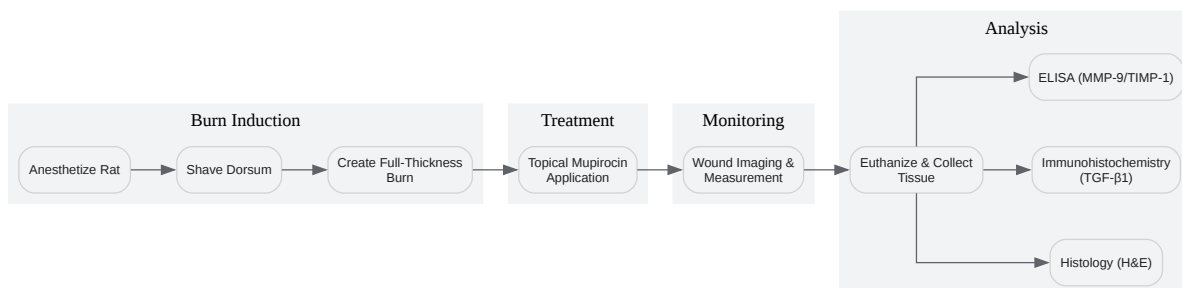 Burn Induction
Anesthetize Rat
Shave Dorsum
Create Full-Thickness
Burn
Treatment
Topical Mupirocin
Application
Monitoring
Wound Imaging &
Measurement
Analysis
Euthanize & Collect
Tissue
ELISA (MMP-9/TIMP-1)
Immunohistochemistry
(TGF-β1)
Histology (H&E)